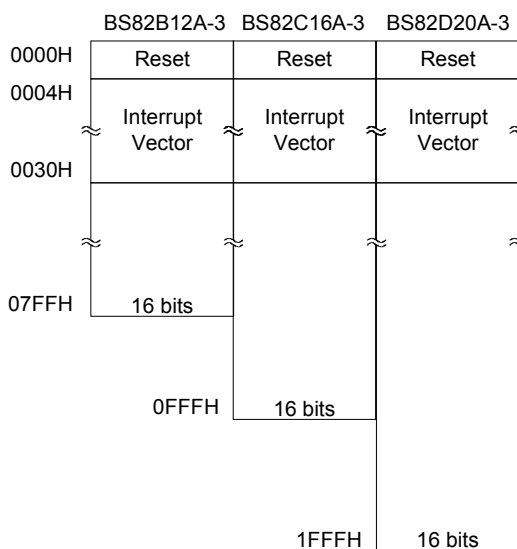 BS82B12A-3 BS82C16A-3 BS82D20A-3
0000H Reset Reset Reset
0004H
Interrupt Vector Interrupt Vector Interrupt Vector
0030H
07FFH 16 bits
0FFFH 16 bits
1FFFH 16 bits